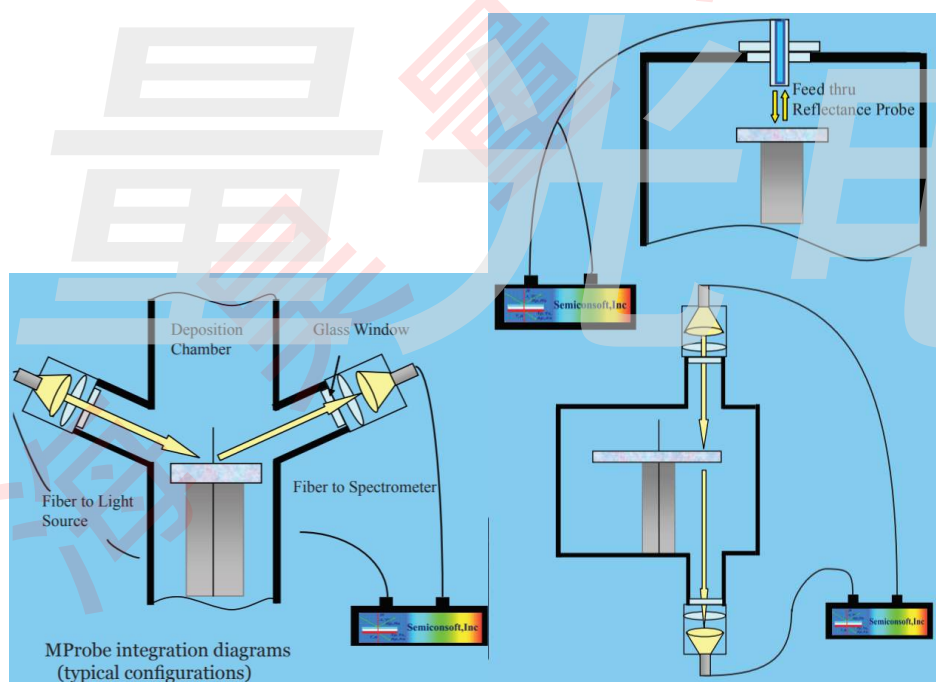 Feed thru
Reflectance Probe
Semiconsoft, Inc
Deposition
Chamber
Glass Window
Fiber to Light
Source
Fiber to Spectrometer
Semiconsoft,Inc
Semiconsoft,Inc
MProbe integration diagrams
(typical configurations)